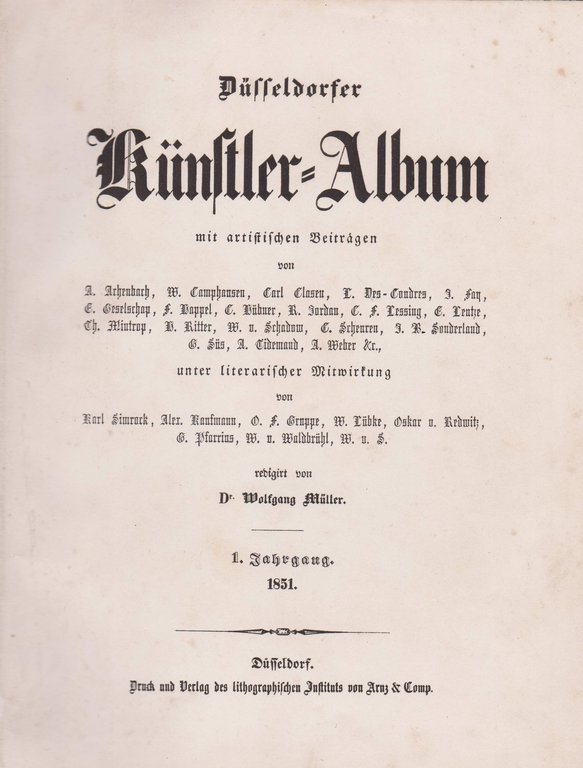 Düsseldorfer
Künstler-Album
mit artistischen Beiträgen
von
A. Achenbach, W. Camphausen, Carl Clasen, L. Des-Coudres, J. Fay,
E. Geselschap, F. Happel, C. Hübner, R. Jordan, C. F. Lessing, E. Leutze,
Th. Mintrop, H. Ritter, W. v. Schadow, C. Scheuren, J. B. Sonderland,
G. Süs, A. Tidemand, A. Weber &c.,
unter literarischer Mitwirkung
von
Karl Simrock, Alex. Kaufmann, O. F. Gruppe, W. Lübke, Oskar v. Redwitz,
G. Pfarrius, W. v. Waldbrühl, W. v. S.
redigirt von
Dr. Wolfgang Müller.
1. Jahrgang.
1851.
Düsseldorf.
Druck und Verlag des lithographischen Instituts von Arnz & Comp.